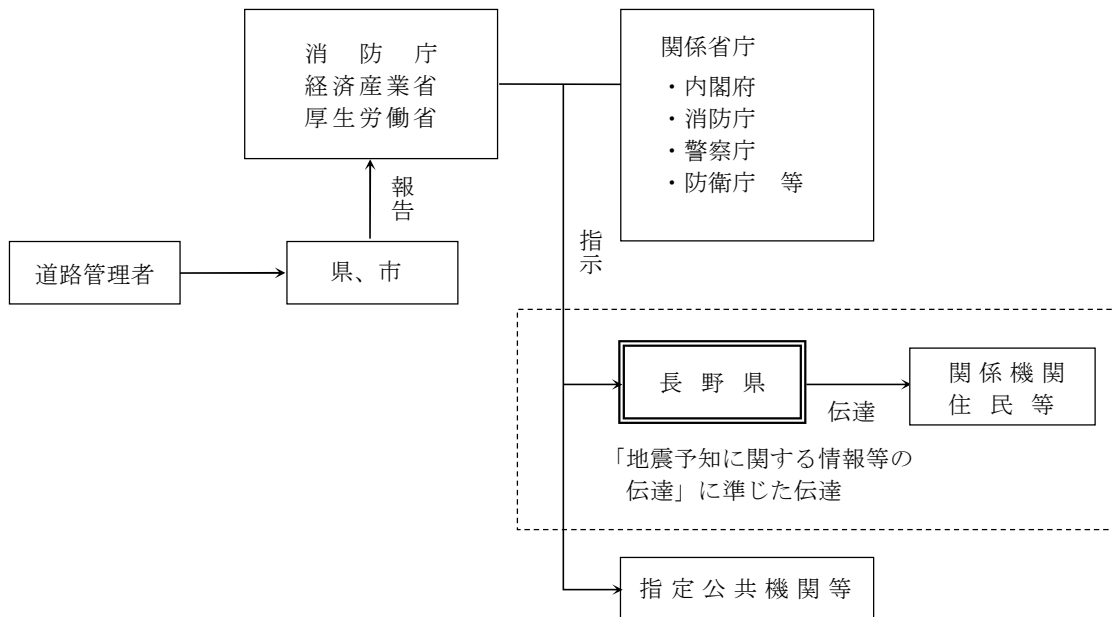 消防庁
経済産業省
厚生労働省
関係省庁
・内閣府
・消防庁
・警察庁
・防衛庁　等
報告
指示
道路管理者
県、市
長野県
伝達
関係機関
住民等
「地震予知に関する情報等の
伝達」に準じた伝達
指定公共機関等